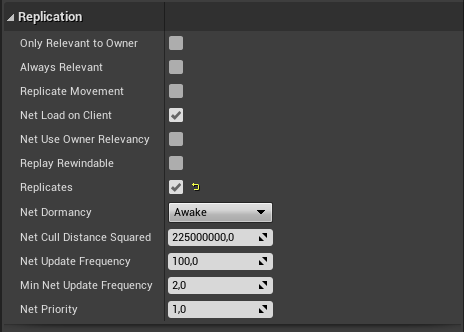 Replication
Only Relevant to Owner
Always Relevant
Replicate Movement
Net Load on Client
Net Use Owner Relevancy
Replay Rewindable
Replicates
Net Dormancy Awake
Net Cull Distance Squared 225000000,0
Net Update Frequency 100,0
Min Net Update Frequency 2,0
Net Priority 1,0